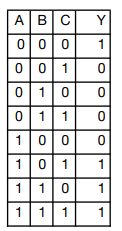 A B C Y
0 0 0 1
0 0 1 0
0 1 0 0
0 1 1 0
1 0 0 0
1 0 1 1
1 1 0 1
1 1 1 1